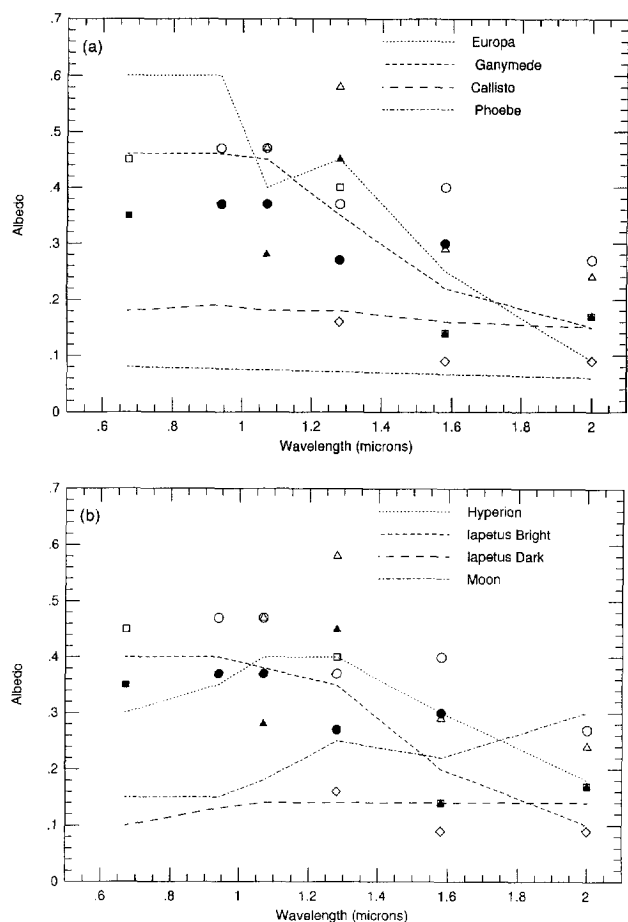 (a)
Europa
Ganymede
Callisto
Phoebe
.7
.6
.5
.4
.3
.2
.1
0
Albedo
.6 .8 1 1.2 1.4 1.6 1.8 2
Wavelength (microns)
(b)
Hyperion
Iapetus Bright
Iapetus Dark
Moon
.7
.6
.5
.4
.3
.2
.1
0
Albedo
.6 .8 1 1.2 1.4 1.6 1.8 2
Wavelength (microns)